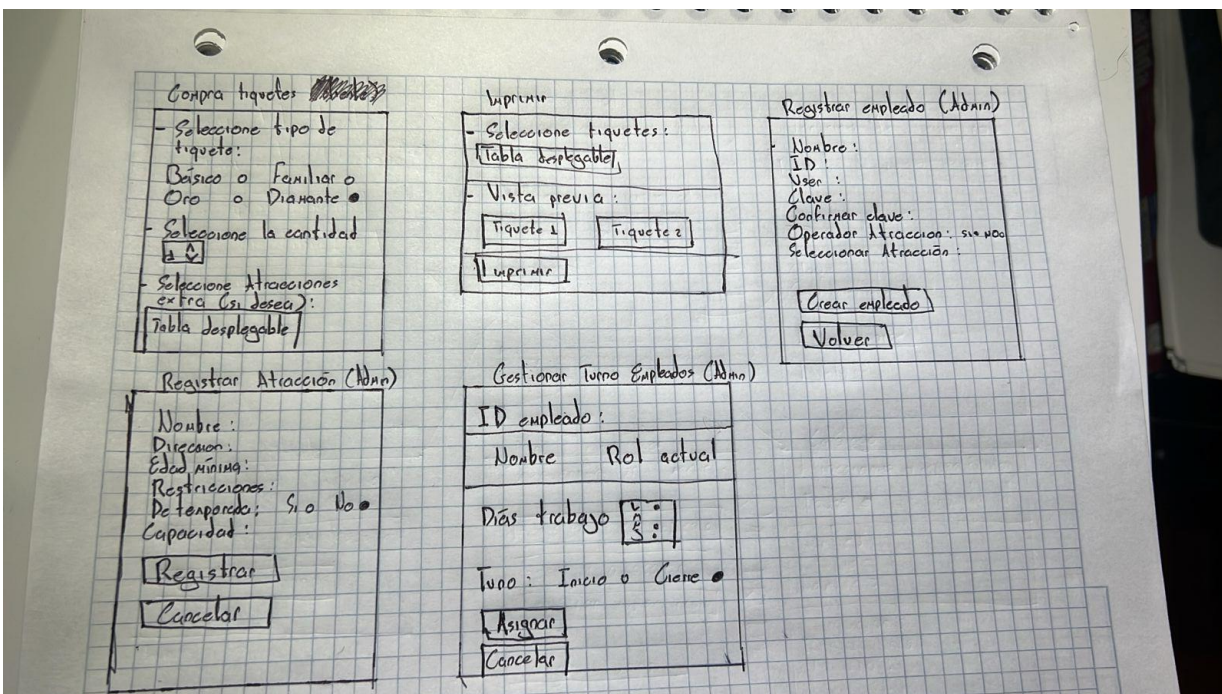 Compra tiquetes
- Seleccione tipo de
tiquete:
Básico o Familiar o
Oro o Diamante ●
- Seleccione la cantidad
- Seleccione Atracciones
extra (si desea):
Tabla desplegable
Imprimir
- Seleccione tiquetes:
Tabla desplegable
- Vista previa:
Tiquete 1 Tiquete 2
Imprimir
Registrar empleado (Admin)
- Nombre:
ID:
User:
Clave:
Confirmar clave:
Operador Atraccion: si o no o
Seleccionar Atracción:
Crear empleado
Volver
Registrar Atracción (Admin)
Nombre:
Direccion:
Edad mínima:
Restricciones:
De temporada: Si o No ●
Capacidad:
Registrar
Cancelar
Gestionar Turno Empleados (Admin)
ID empleado:
Nombre Rol actual
Días trabajo
Tuno: Inicio o Cierre ●
Asignar
Cancelar